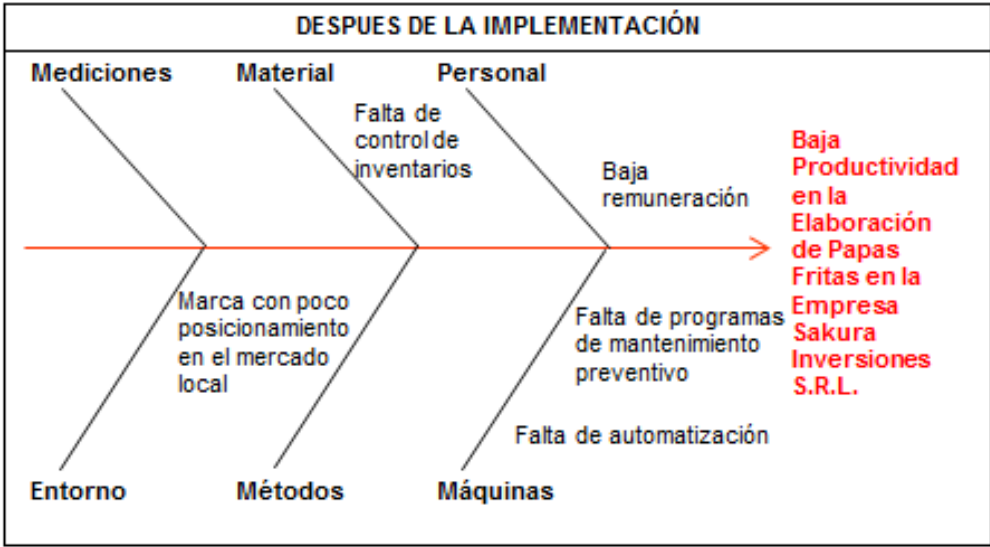 DESPUES DE LA IMPLEMENTACIÓN
Mediciones
Material
Personal
Falta de
control de
inventarios
Baja
remuneración
Baja
Productividad
en la
Elaboración
de Papas
Fritas en la
Empresa
Sakura
Inversiones
S.R.L.
Marca con poco
posicionamiento
en el mercado
local
Falta de programas
de mantenimiento
preventivo
Falta de automatización
Entorno
Métodos
Máquinas